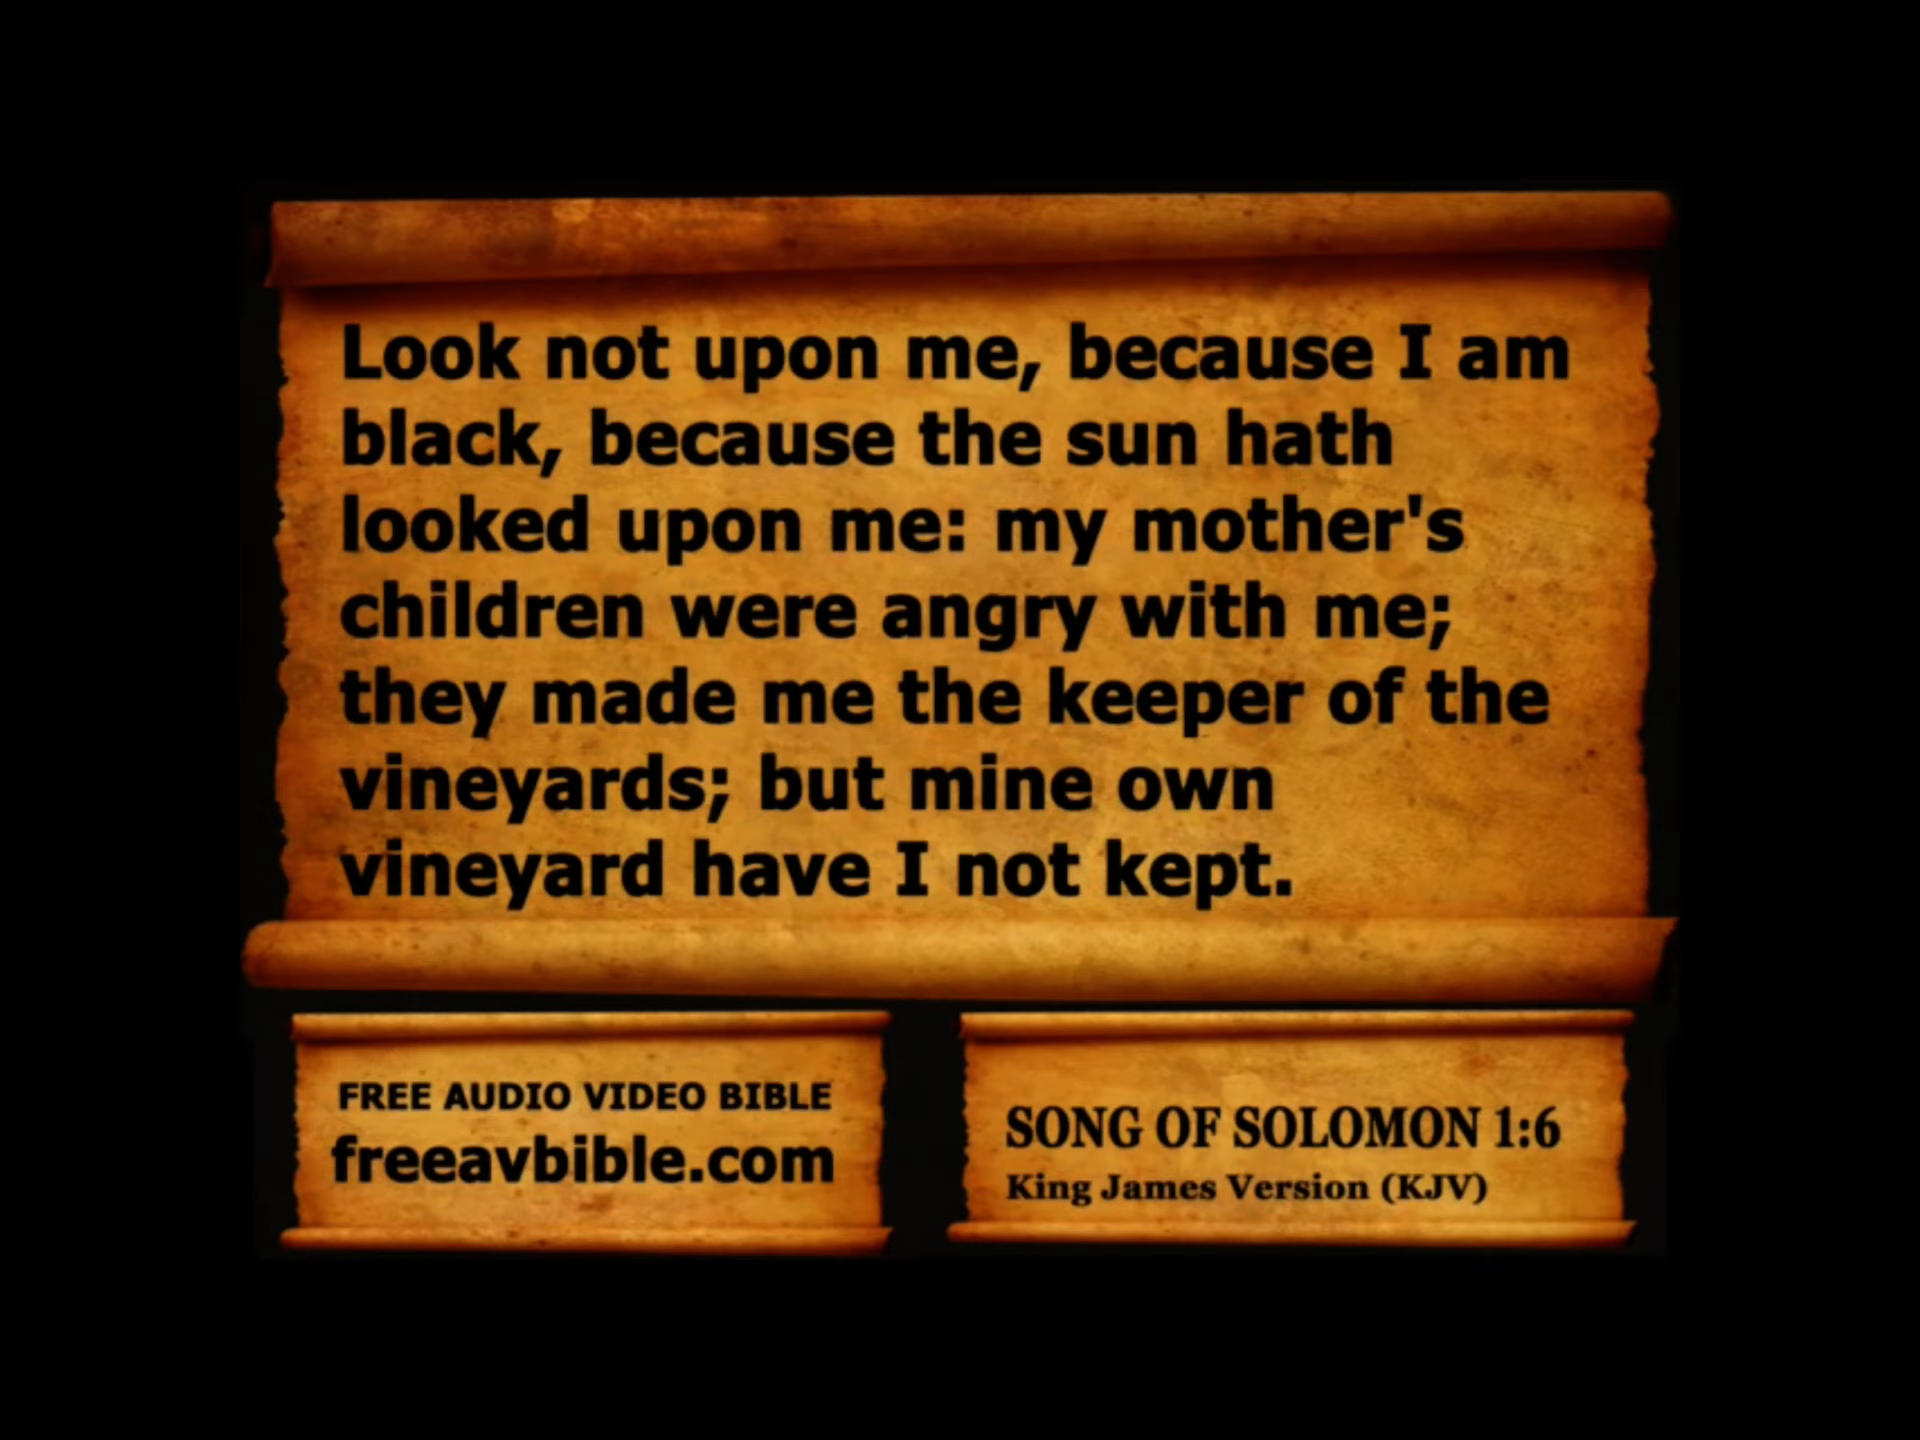 Look not upon me, because I am
black, because the sun hath
looked upon me: my mother's
children were angry with me;
they made me the keeper of the
vineyards; but mine own
vineyard have I not kept.
FREE AUDIO VIDEO BIBLE
freeavbible.com
SONG OF SOLOMON 1:6
King James Version (KJV)